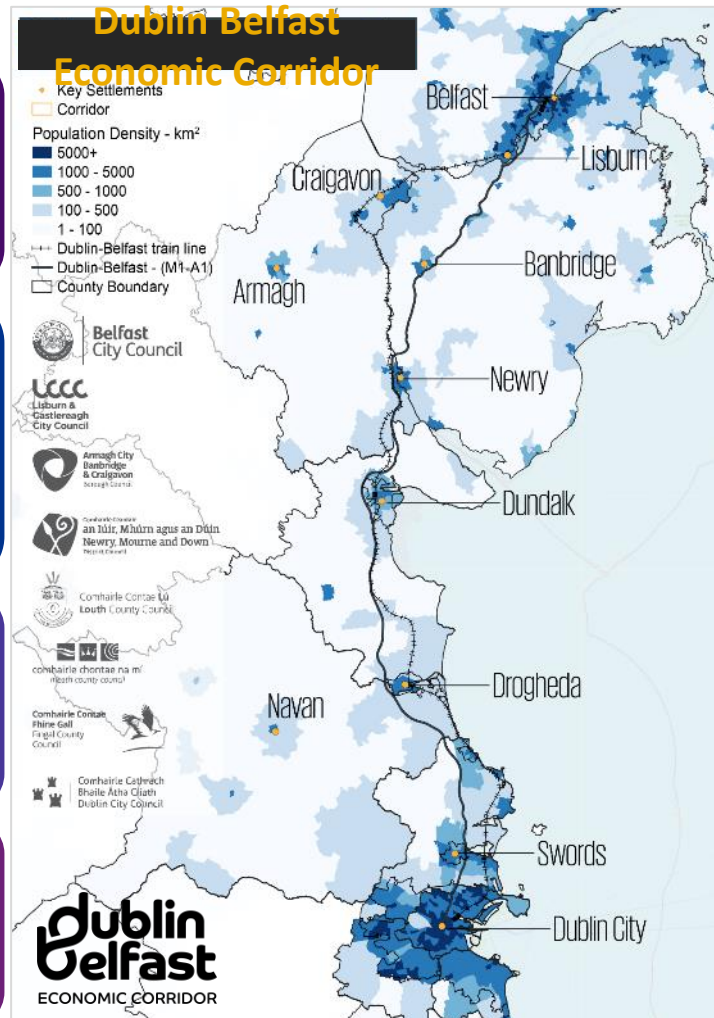 Dublin Belfast
Economic Corridor
Key Settlements
Corridor
Population Density - km²
5000+
1000 - 5000
500 - 1000
100 - 500
1 - 100
Dublin-Belfast train line
Dublin-Belfast - (M1-A1)
County Boundary
Belfast
Lisburn
Craigavon
Banbridge
Armagh
Newry
Dundalk
Drogheda
Navan
Swords
Dublin City
Belfast
City Council
LCCC
Lisburn &
Castlereagh
City Council
Armagh City
Banbridge
& Craigavon
Borough Council
Comhairle Ceantair
an Iúir, Mhúrn agus an Dúin
Newry, Mourne and Down
District Council
Comhairle Contae Lú
Louth County Council
comhairle chontae na mí
meath county council
Comhairle Contae
Fhine Gall
Fingal County
Council
Comhairle Cathrach
Bhaile Átha Cliath
Dublin City Council
dublin
belfast
ECONOMIC CORRIDOR